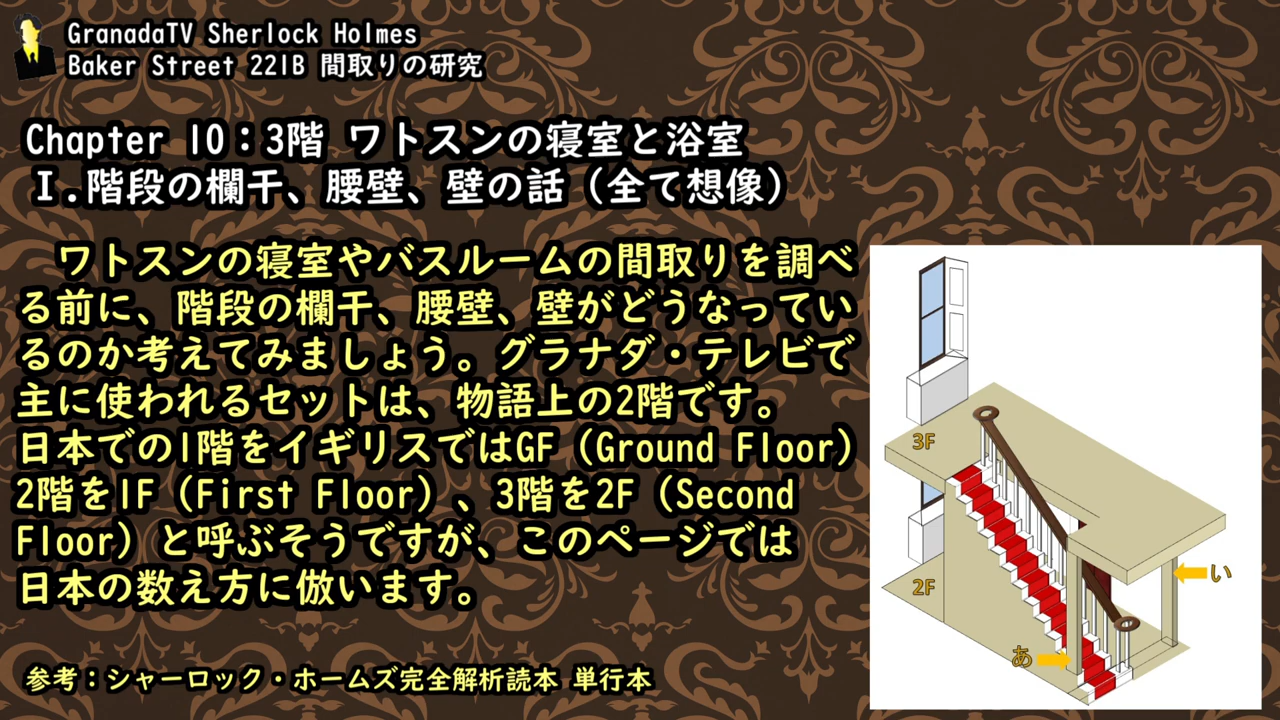 GranadaTV Sherlock Holmes
Baker Street 221B 間取りの研究
Chapter 10：3階 ワトスンの寝室と浴室
Ⅰ.階段の欄干、腰壁、壁の話（全て想像）
ワトスンの寝室やバスルームの間取りを調べ
る前に、階段の欄干、腰壁、壁がどうなってい
るのか考えてみましょう。グラナダ・テレビで
主に使われるセットは、物語上の2階です。
日本での1階をイギリスではGF（Ground Floor）
2階を1F（First Floor）、3階を2F（Second
Floor）と呼ぶそうですが、このページでは
日本の数え方に倣います。
参考：シャーロック・ホームズ完全解析読本 単行本
3F
2F
い
あ